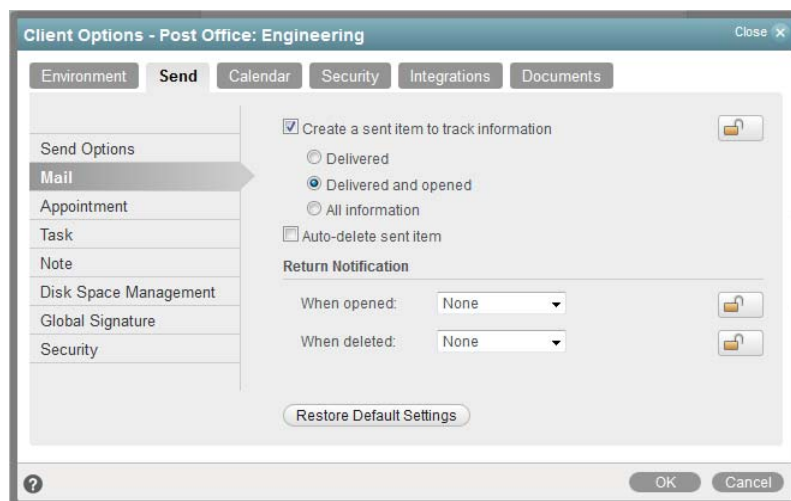 Client Options - Post Office: Engineering
Close
Environment Send Calendar Security Integrations Documents
Send Options
Mail
Appointment
Task
Note
Disk Space Management
Global Signature
Security
Create a sent item to track information
Delivered
Delivered and opened
All information
Auto-delete sent item
Return Notification
When opened: None
When deleted: None
Restore Default Settings
? OK Cancel